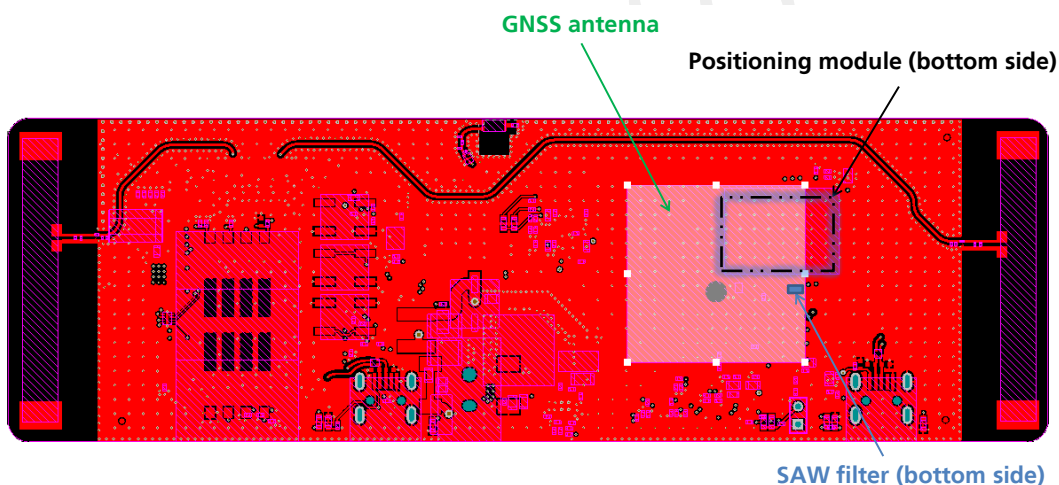 GNSS antenna
Positioning module (bottom side)
SAW filter (bottom side)